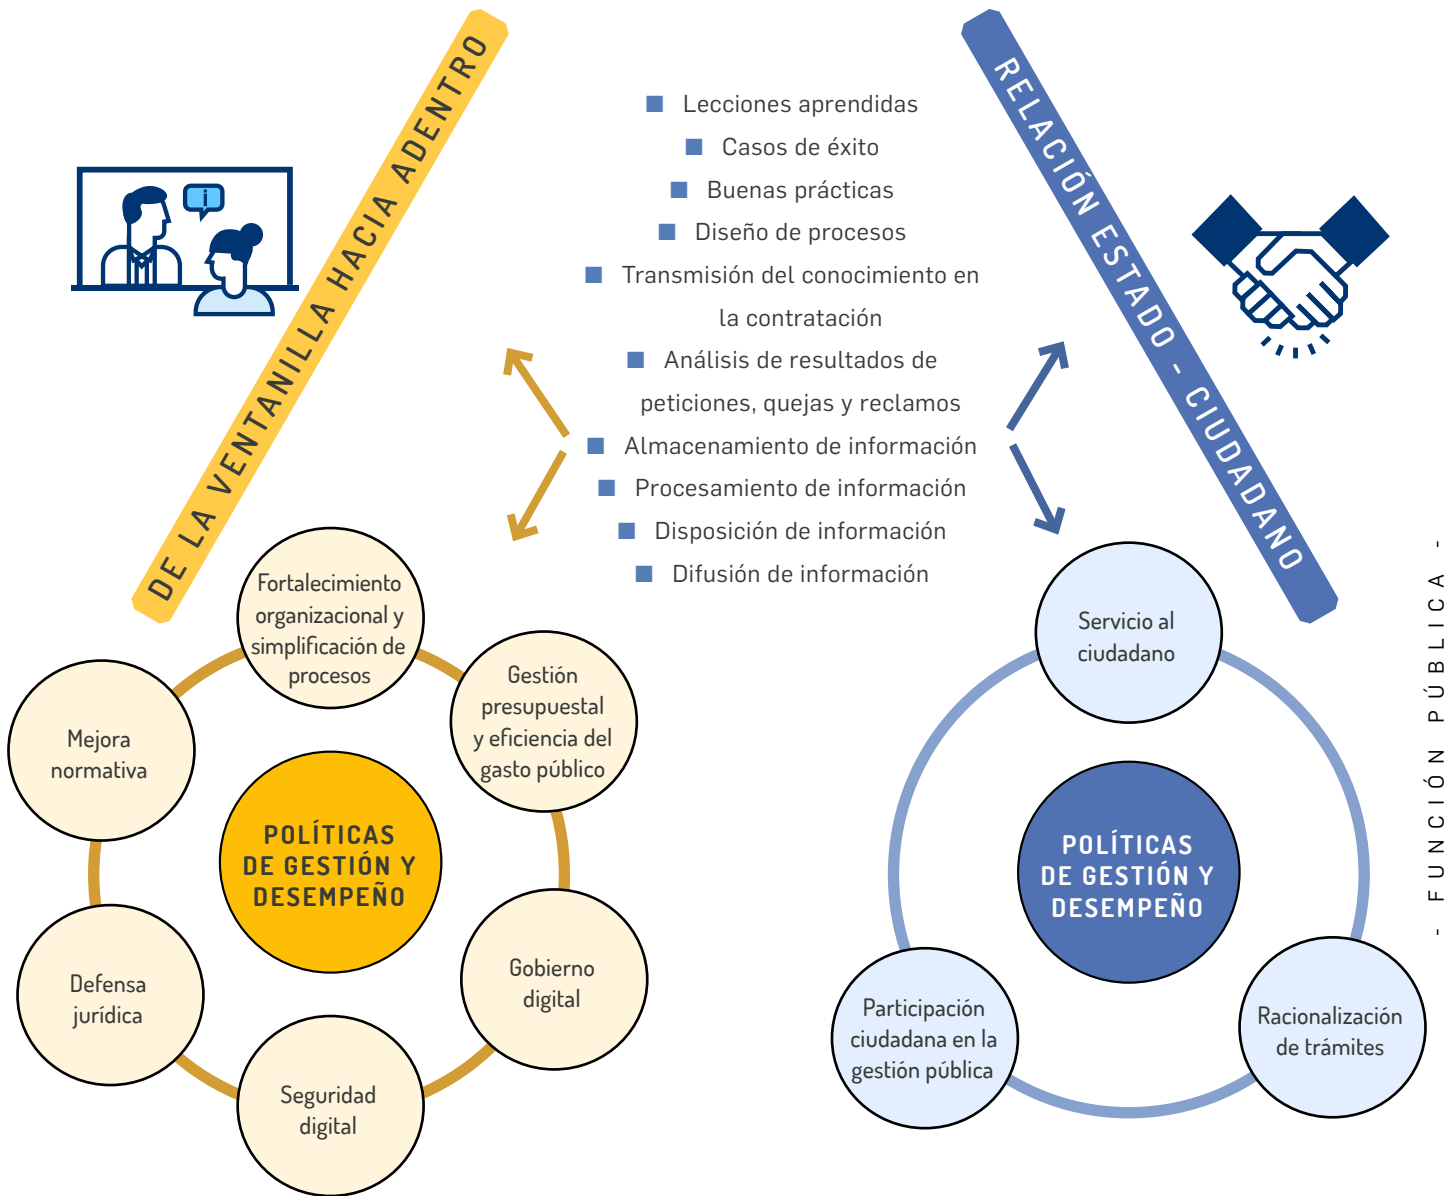 DE LA VENTANILLA HACIA ADENTRO
i
Lecciones aprendidas
Casos de éxito
Buenas prácticas
Diseño de procesos
Transmisión del conocimiento en
la contratación
Análisis de resultados de
peticiones, quejas y reclamos
Almacenamiento de información
Procesamiento de información
Disposición de información
Difusión de información
RELACIÓN ESTADO - CIUDADANO
Fortalecimiento
organizacional y
simplificación de
procesos
Gestión
presupuestal
y eficiencia del
gasto público
Mejora
normativa
POLÍTICAS
DE GESTIÓN Y
DESEMPEÑO
Defensa
jurídica
Gobierno
digital
Seguridad
digital
Servicio al
ciudadano
POLÍTICAS
DE GESTIÓN Y
DESEMPEÑO
Participación
ciudadana en la
gestión pública
Racionalización
de trámites
- FUNCIÓN PÚBLICA -